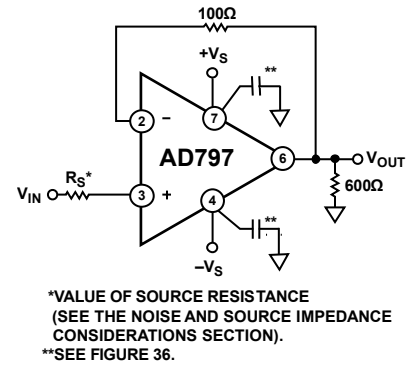 100Ω
+VS
**
2
−
7
AD797
6
VOUT
RS*
VIN
3
+
4
600Ω
**
−VS
*VALUE OF SOURCE RESISTANCE
(SEE THE NOISE AND SOURCE IMPEDANCE
CONSIDERATIONS SECTION).
**SEE FIGURE 36.